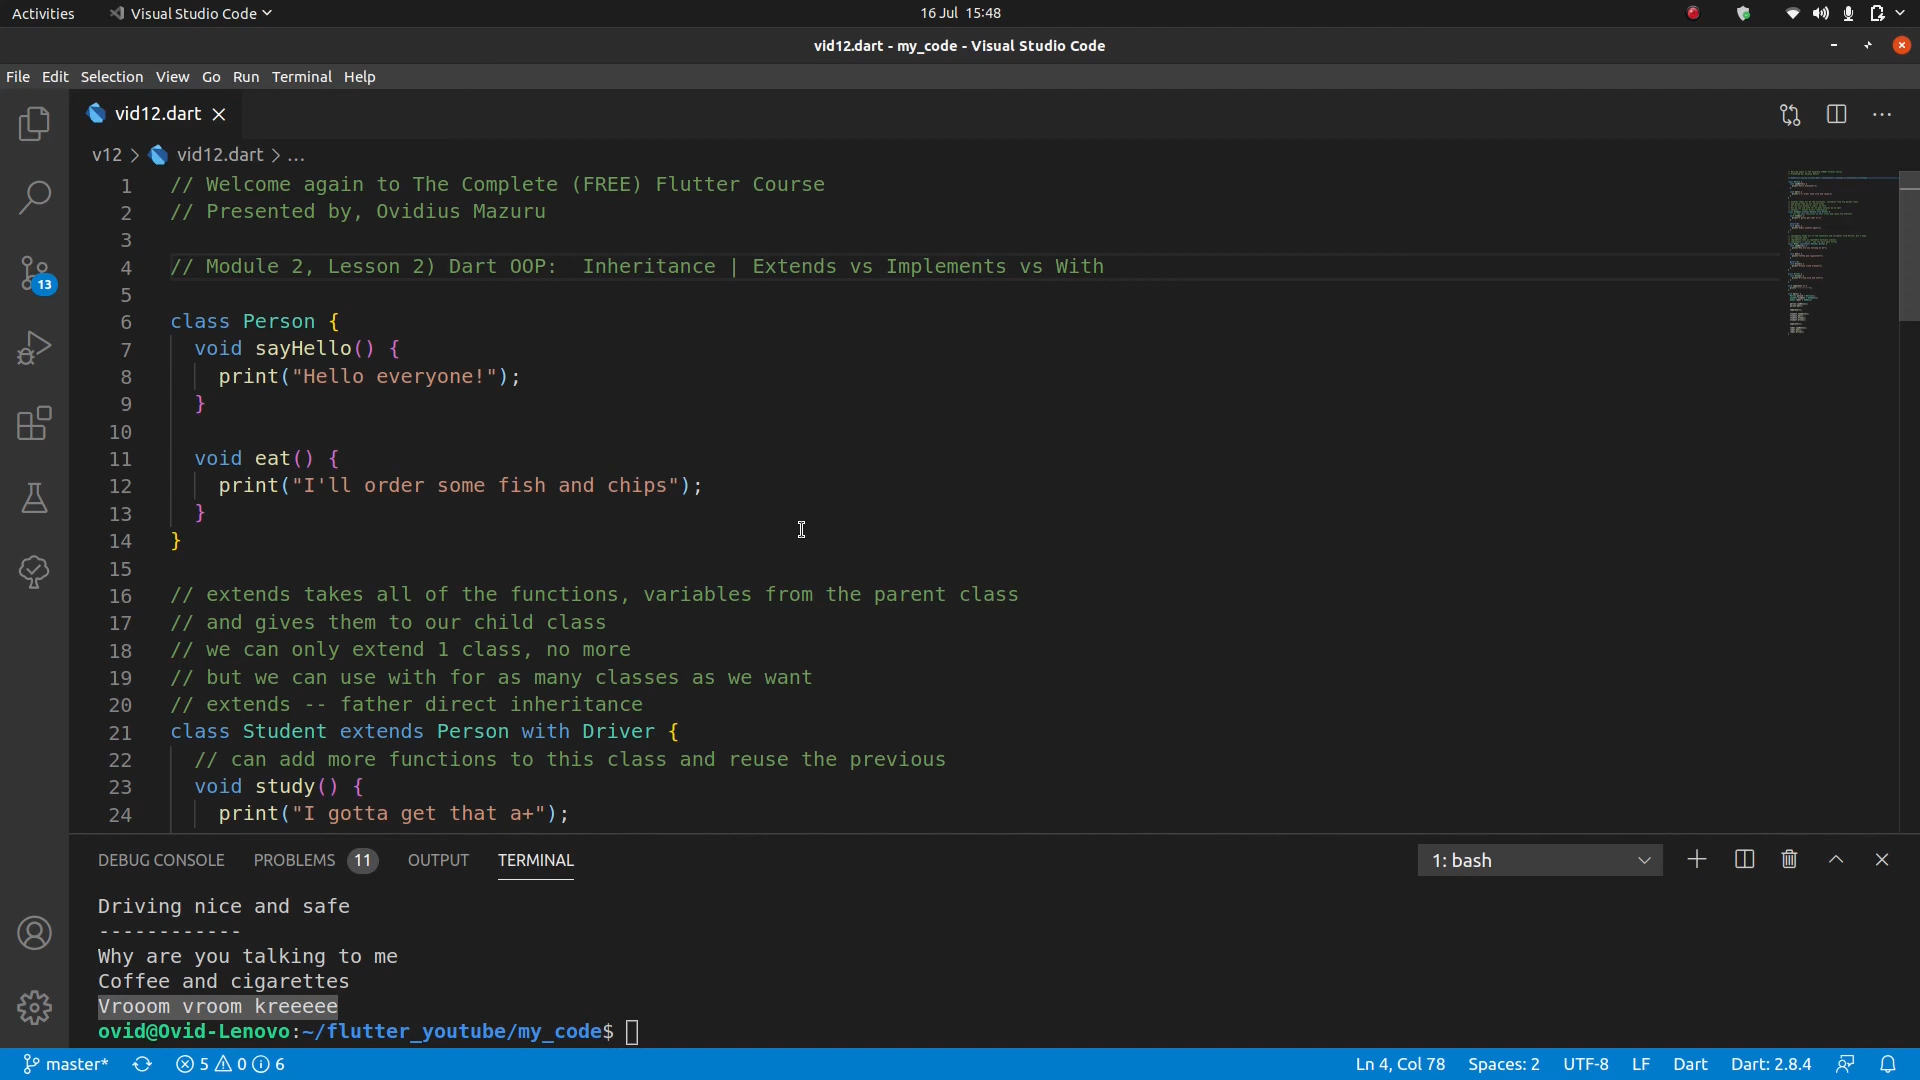 Activities Visual Studio Code 16 Jul 15:48
vid12.dart - my_code - Visual Studio Code
File Edit Selection View Go Run Terminal Help
vid12.dart
v12 > vid12.dart > ...
1 // Welcome again to The Complete (FREE) Flutter Course
2 // Presented by, Ovidius Mazuru
3
4 // Module 2, Lesson 2) Dart OOP:  Inheritance | Extends vs Implements vs With
5
6 class Person {
7   void sayHello() {
8     print("Hello everyone!");
9   }
10
11   void eat() {
12     print("I'll order some fish and chips");
13   }
14 }
15
16 // extends takes all of the functions, variables from the parent class
17 // and gives them to our child class
18 // we can only extend 1 class, no more
19 // but we can use with for as many classes as we want
20 // extends -- father direct inheritance
21 class Student extends Person with Driver {
22   // can add more functions to this class and reuse the previous
23   void study() {
24     print("I gotta get that a+");
13
DEBUG CONSOLE PROBLEMS 11 OUTPUT TERMINAL 1: bash
Driving nice and safe
------------
Why are you talking to me
Coffee and cigarettes
Vrooom vroom kreeeee
ovid@Ovid-Lenovo:~/flutter_youtube/my_code$
master* 5 0 6 Ln 4, Col 78 Spaces: 2 UTF-8 LF Dart Dart: 2.8.4